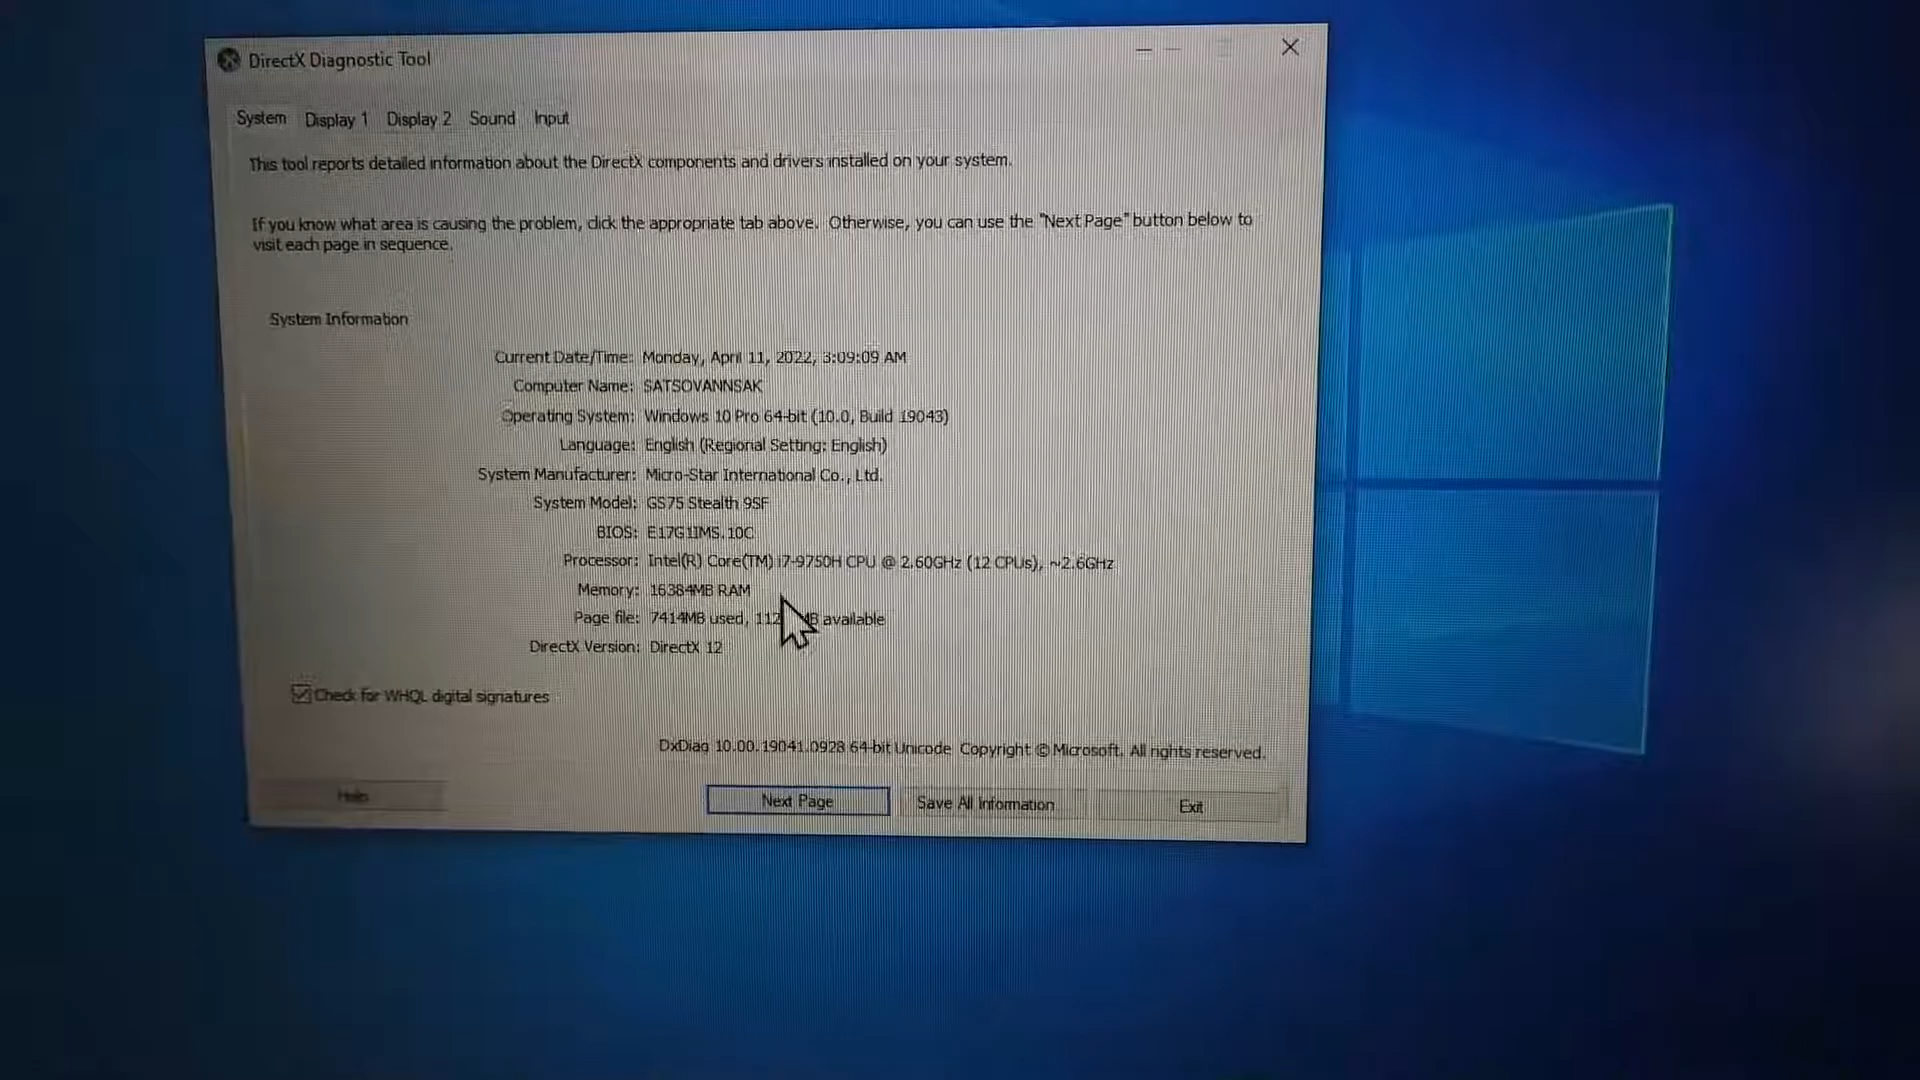 DirectX Diagnostic Tool
System Display 1 Display 2 Sound Input
This tool reports detailed information about the DirectX components and drivers installed on your system.
If you know what area is causing the problem, click the appropriate tab above. Otherwise, you can use the "Next Page" button below to
visit each page in sequence.
System Information
Current Date/Time: Monday, April 11, 2022, 3:09:09 AM
Computer Name: SATSOVANNSAK
Operating System: Windows 10 Pro 64-bit (10.0, Build 19043)
Language: English (Regional Setting: English)
System Manufacturer: Micro-Star International Co., Ltd.
System Model: GS75 Stealth 9SF
BIOS: E17G1IMS.10C
Processor: Intel(R) Core(TM) i7-9750H CPU @ 2.60GHz (12 CPUs), ~2.6GHz
Memory: 16384MB RAM
Page file: 7414MB used, available
DirectX Version: DirectX 12
Check for WHQL digital signatures
DxDiag 10.00.19041.0928 64-bit Unicode Copyright © Microsoft. All rights reserved.
Help Next Page Save All Information Exit